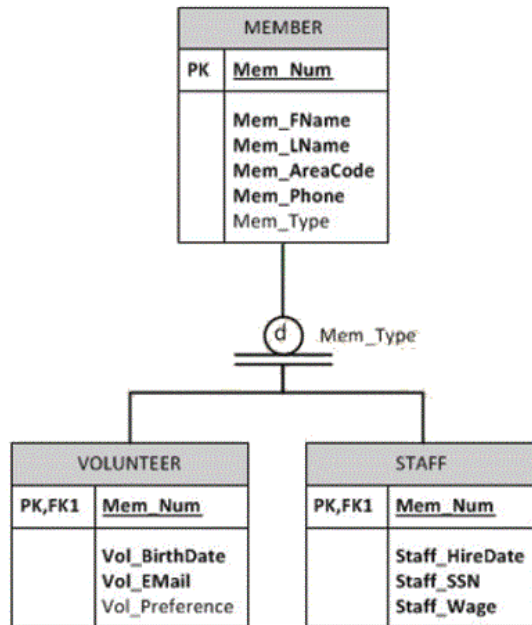 MEMBER
PK Mem_Num
Mem_FName
Mem_LName
Mem_AreaCode
Mem_Phone
Mem_Type
d Mem_Type
VOLUNTEER
PK,FK1 Mem_Num
Vol_BirthDate
Vol_EMail
Vol_Preference
STAFF
PK,FK1 Mem_Num
Staff_HireDate
Staff_SSN
Staff_Wage